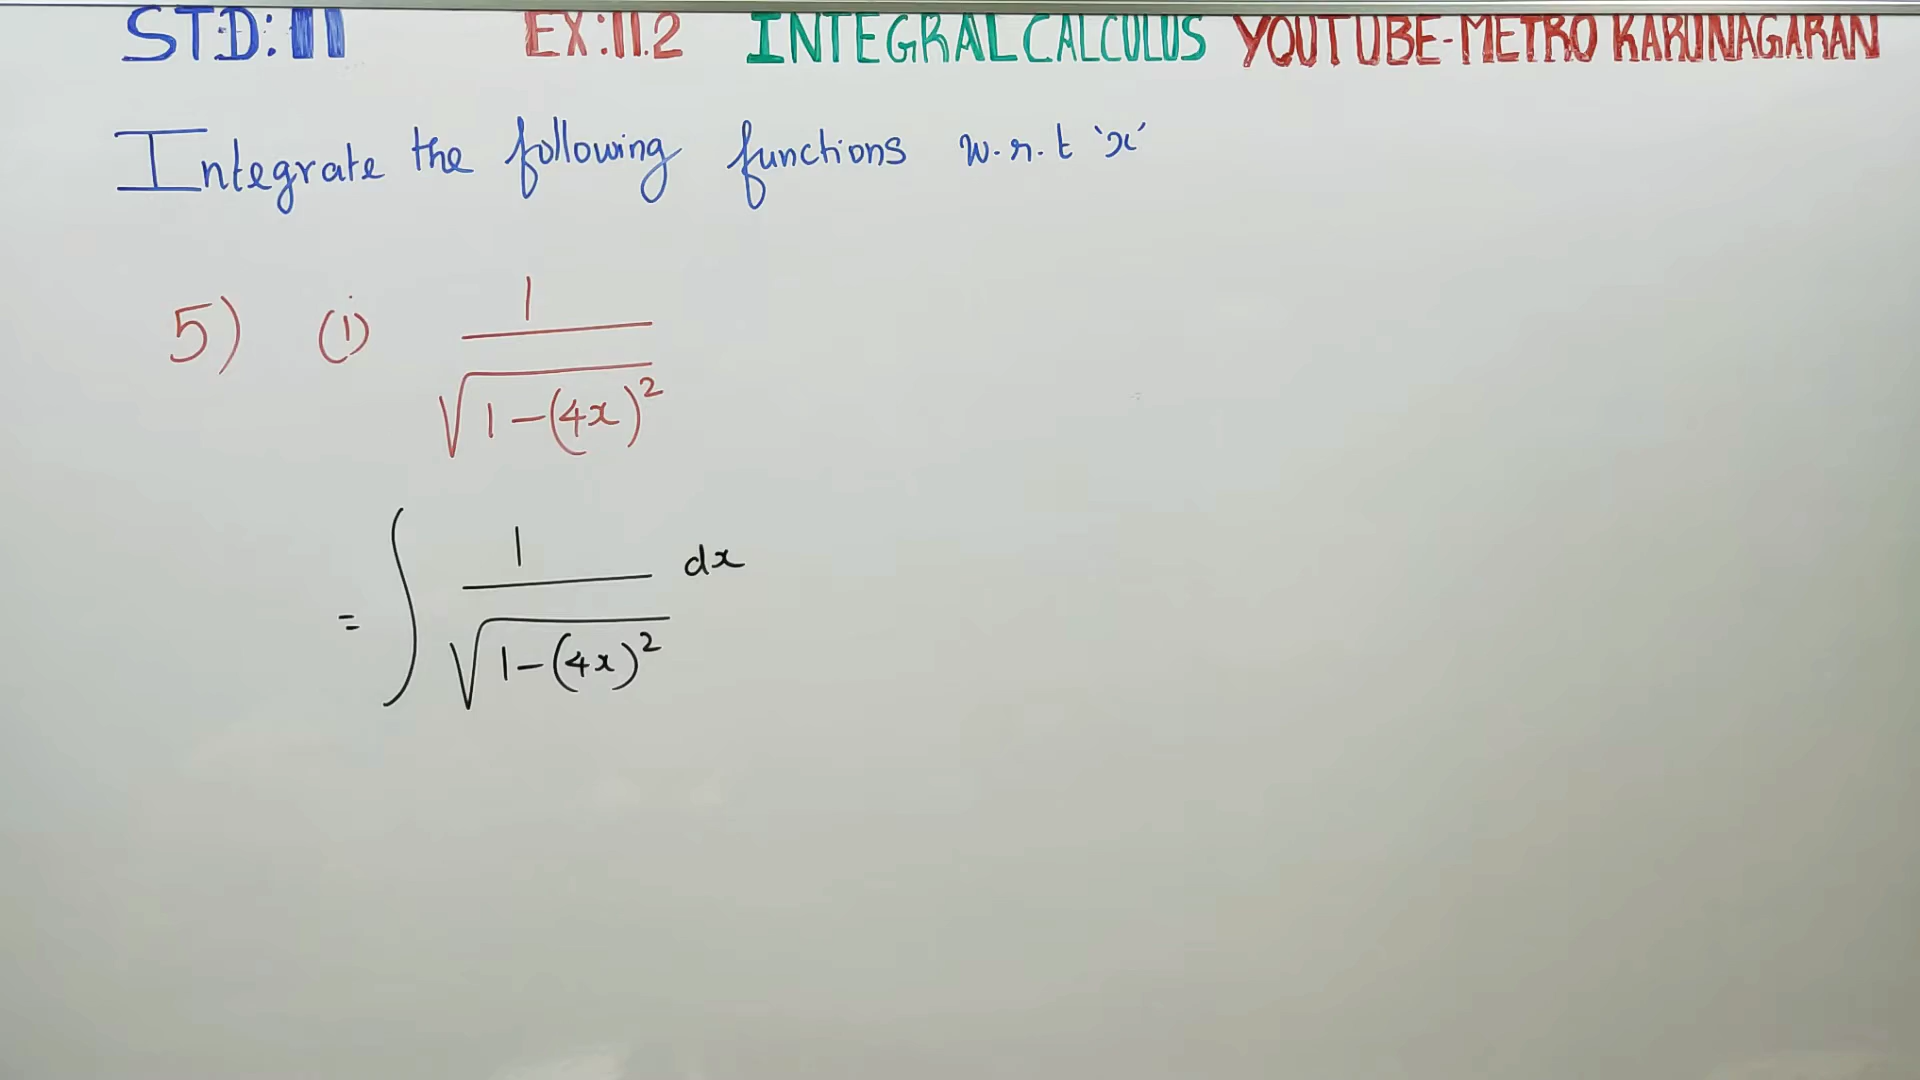 STD: 11 EX:11.2 INTEGRAL CALCULUS YOUTUBE-METRO KARUNAGARAN
Integrate the following functions w.r.t 'x'
5) (i) 1
√1-(4x)²
= ∫ 1 dx
√1-(4x)²